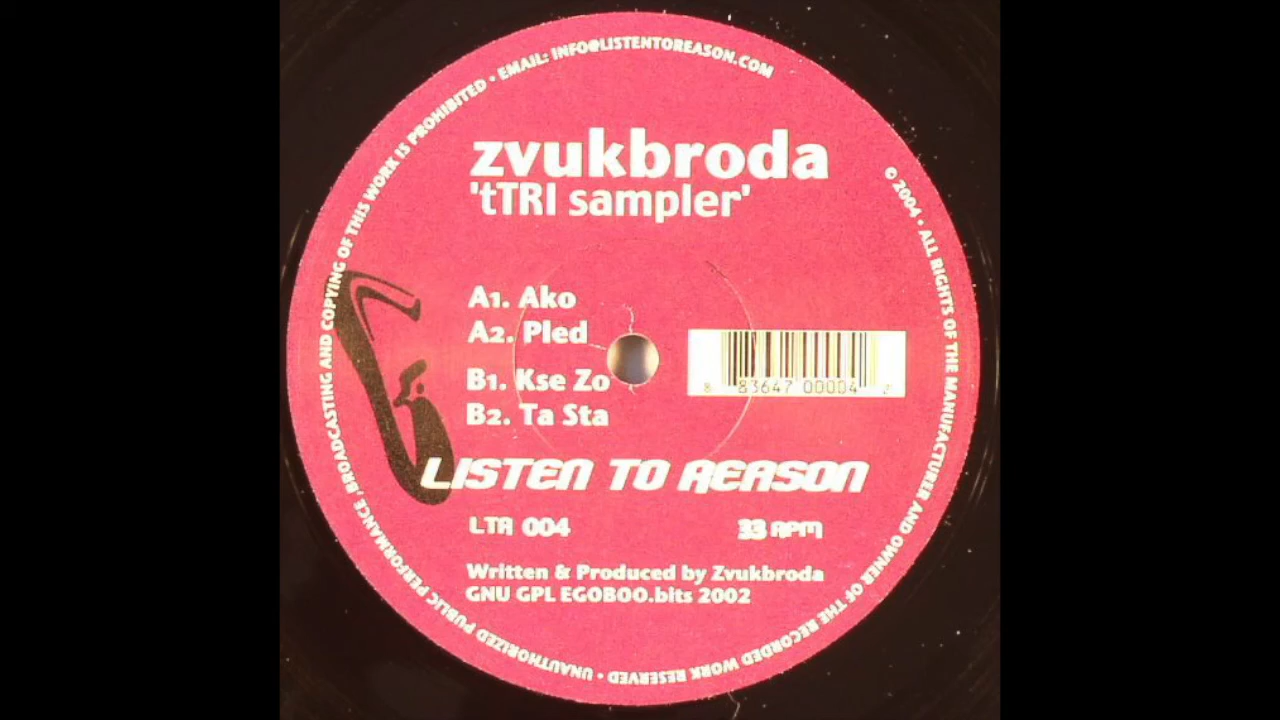 UNAUTHORIZED PUBLIC PERFORMANCE, BROADCASTING AND COPYING OF THIS WORK IS PROHIBITED • EMAIL: INFO@LISTENTOREASON.COM
© 2004 • ALL RIGHTS OF THE MANUFACTURER AND OWNER OF THE RECORDED WORK RESERVED •
zvukbroda
'tTRI sampler'
A1. Ako
A2. Pled
B1. Kse Zo
B2. Ta Sta
8 83647 00004 2
LISTEN TO REASON
LTR 004
33 RPM
Written & Produced by Zvukbroda
GNU GPL EGOBOO.bits 2002